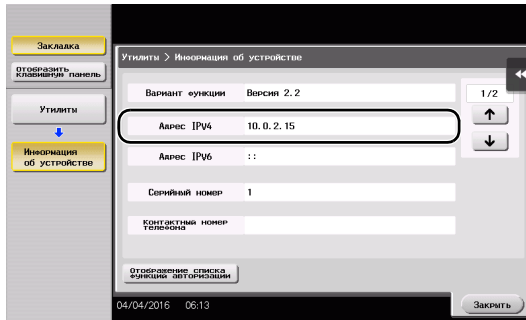 Закладка
Отобразить
клавишную панель
Утилиты
Информация
об устройстве
Утилиты > Информация об устройстве
Вариант функции Версия 2.2
Адрес IPv4 10.0.2.15
Адрес IPv6 ::
Серийный номер 1
Контактный номер
телефона
1/2
Отображение списка
функций авторизации
04/04/2016 06:13
Закрыть